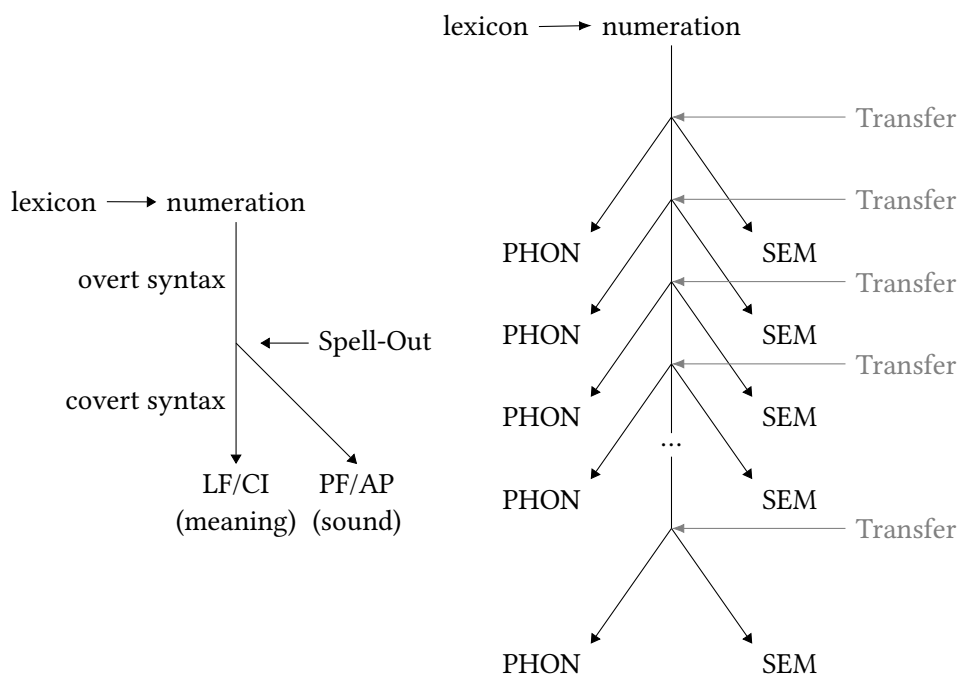 lexicon numeration
overt syntax
Spell-Out
covert syntax
LF/CI PF/AP
(meaning) (sound)
lexicon numeration
Transfer
Transfer
PHON SEM
Transfer
PHON SEM
Transfer
PHON SEM
...
PHON SEM
Transfer
PHON SEM